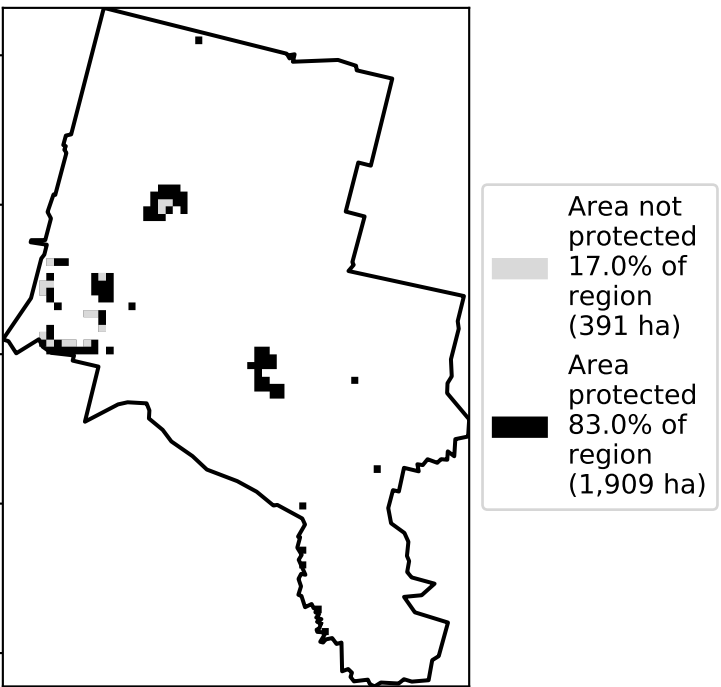 Area not
protected
17.0% of
region
(391 ha)
Area
protected
83.0% of
region
(1,909 ha)